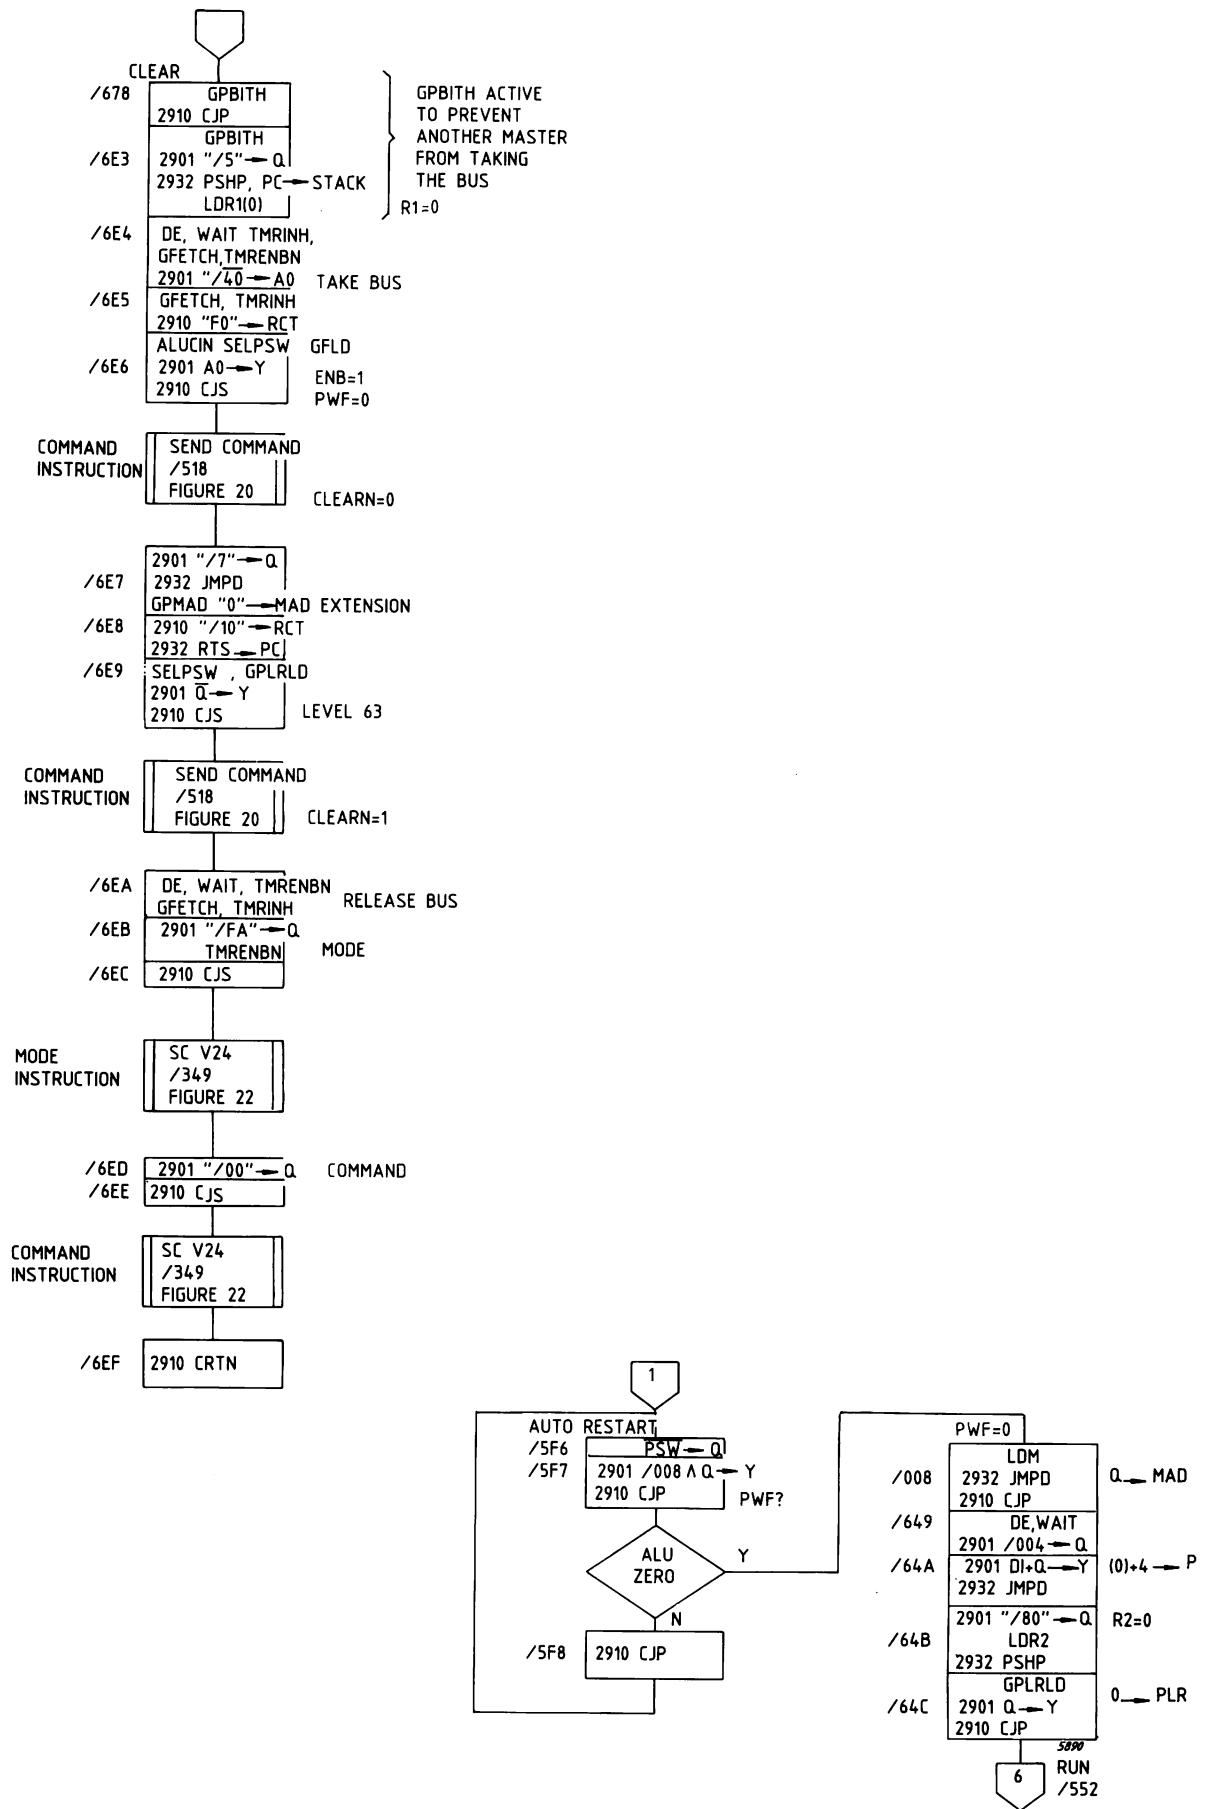 CLEAR
/678 GPBITH
2910 CJP
GPBITH
/6E3 2901 "/5"→Q
2932 PSHP, PC→STACK
LDR1(0)
GPBITH ACTIVE
TO PREVENT
ANOTHER MASTER
FROM TAKING
THE BUS
R1=0
/6E4 DE, WAIT TMRINH,
GFETCH,TMRENBN
2901 "/4̅0̅→A0 TAKE BUS
/6E5 GFETCH, TMRINH
2910 "F0"→RCT
ALUCIN SELPSW GFLD
/6E6 2901 A0→Y
2910 CJS
ENB=1
PWF=0
COMMAND
INSTRUCTION
SEND COMMAND
/518
FIGURE 20
CLEARN=0
2901 "/7"→Q
/6E7 2932 JMPD
GPMAD "0"→MAD EXTENSION
/6E8 2910 "/10"→RCT
2932 RTS→PC
/6E9 SELPSW , GPLRLD
2901 Q̅→Y
2910 CJS LEVEL 63
COMMAND
INSTRUCTION
SEND COMMAND
/518
FIGURE 20
CLEARN=1
/6EA DE, WAIT, TMRENBN
GFETCH, TMRINH
RELEASE BUS
/6EB 2901 "/FA"→Q
TMRENBN MODE
/6EC 2910 CJS
MODE
INSTRUCTION
SC V24
/349
FIGURE 22
/6ED 2901 "/00"→Q COMMAND
/6EE 2910 CJS
COMMAND
INSTRUCTION
SC V24
/349
FIGURE 22
/6EF 2910 CRTN
1
AUTO RESTART
/5F6 P̅S̅W̅→Q
/5F7 2901 /008 ∧ Q→Y
2910 CJP PWF?
ALU
ZERO
Y
N
/5F8 2910 CJP
PWF=0
LDM
/008 2932 JMPD Q→MAD
2910 CJP
/649 DE,WAIT
2901 /004→Q
/64A 2901 DI+Q→Y (0)+4→P
2932 JMPD
2901 "/80"→Q R2=0
/64B LDR2
2932 PSHP
GPLRLD
/64C 2901 Q→Y 0→PLR
2910 CJP
5890
6 RUN
/552